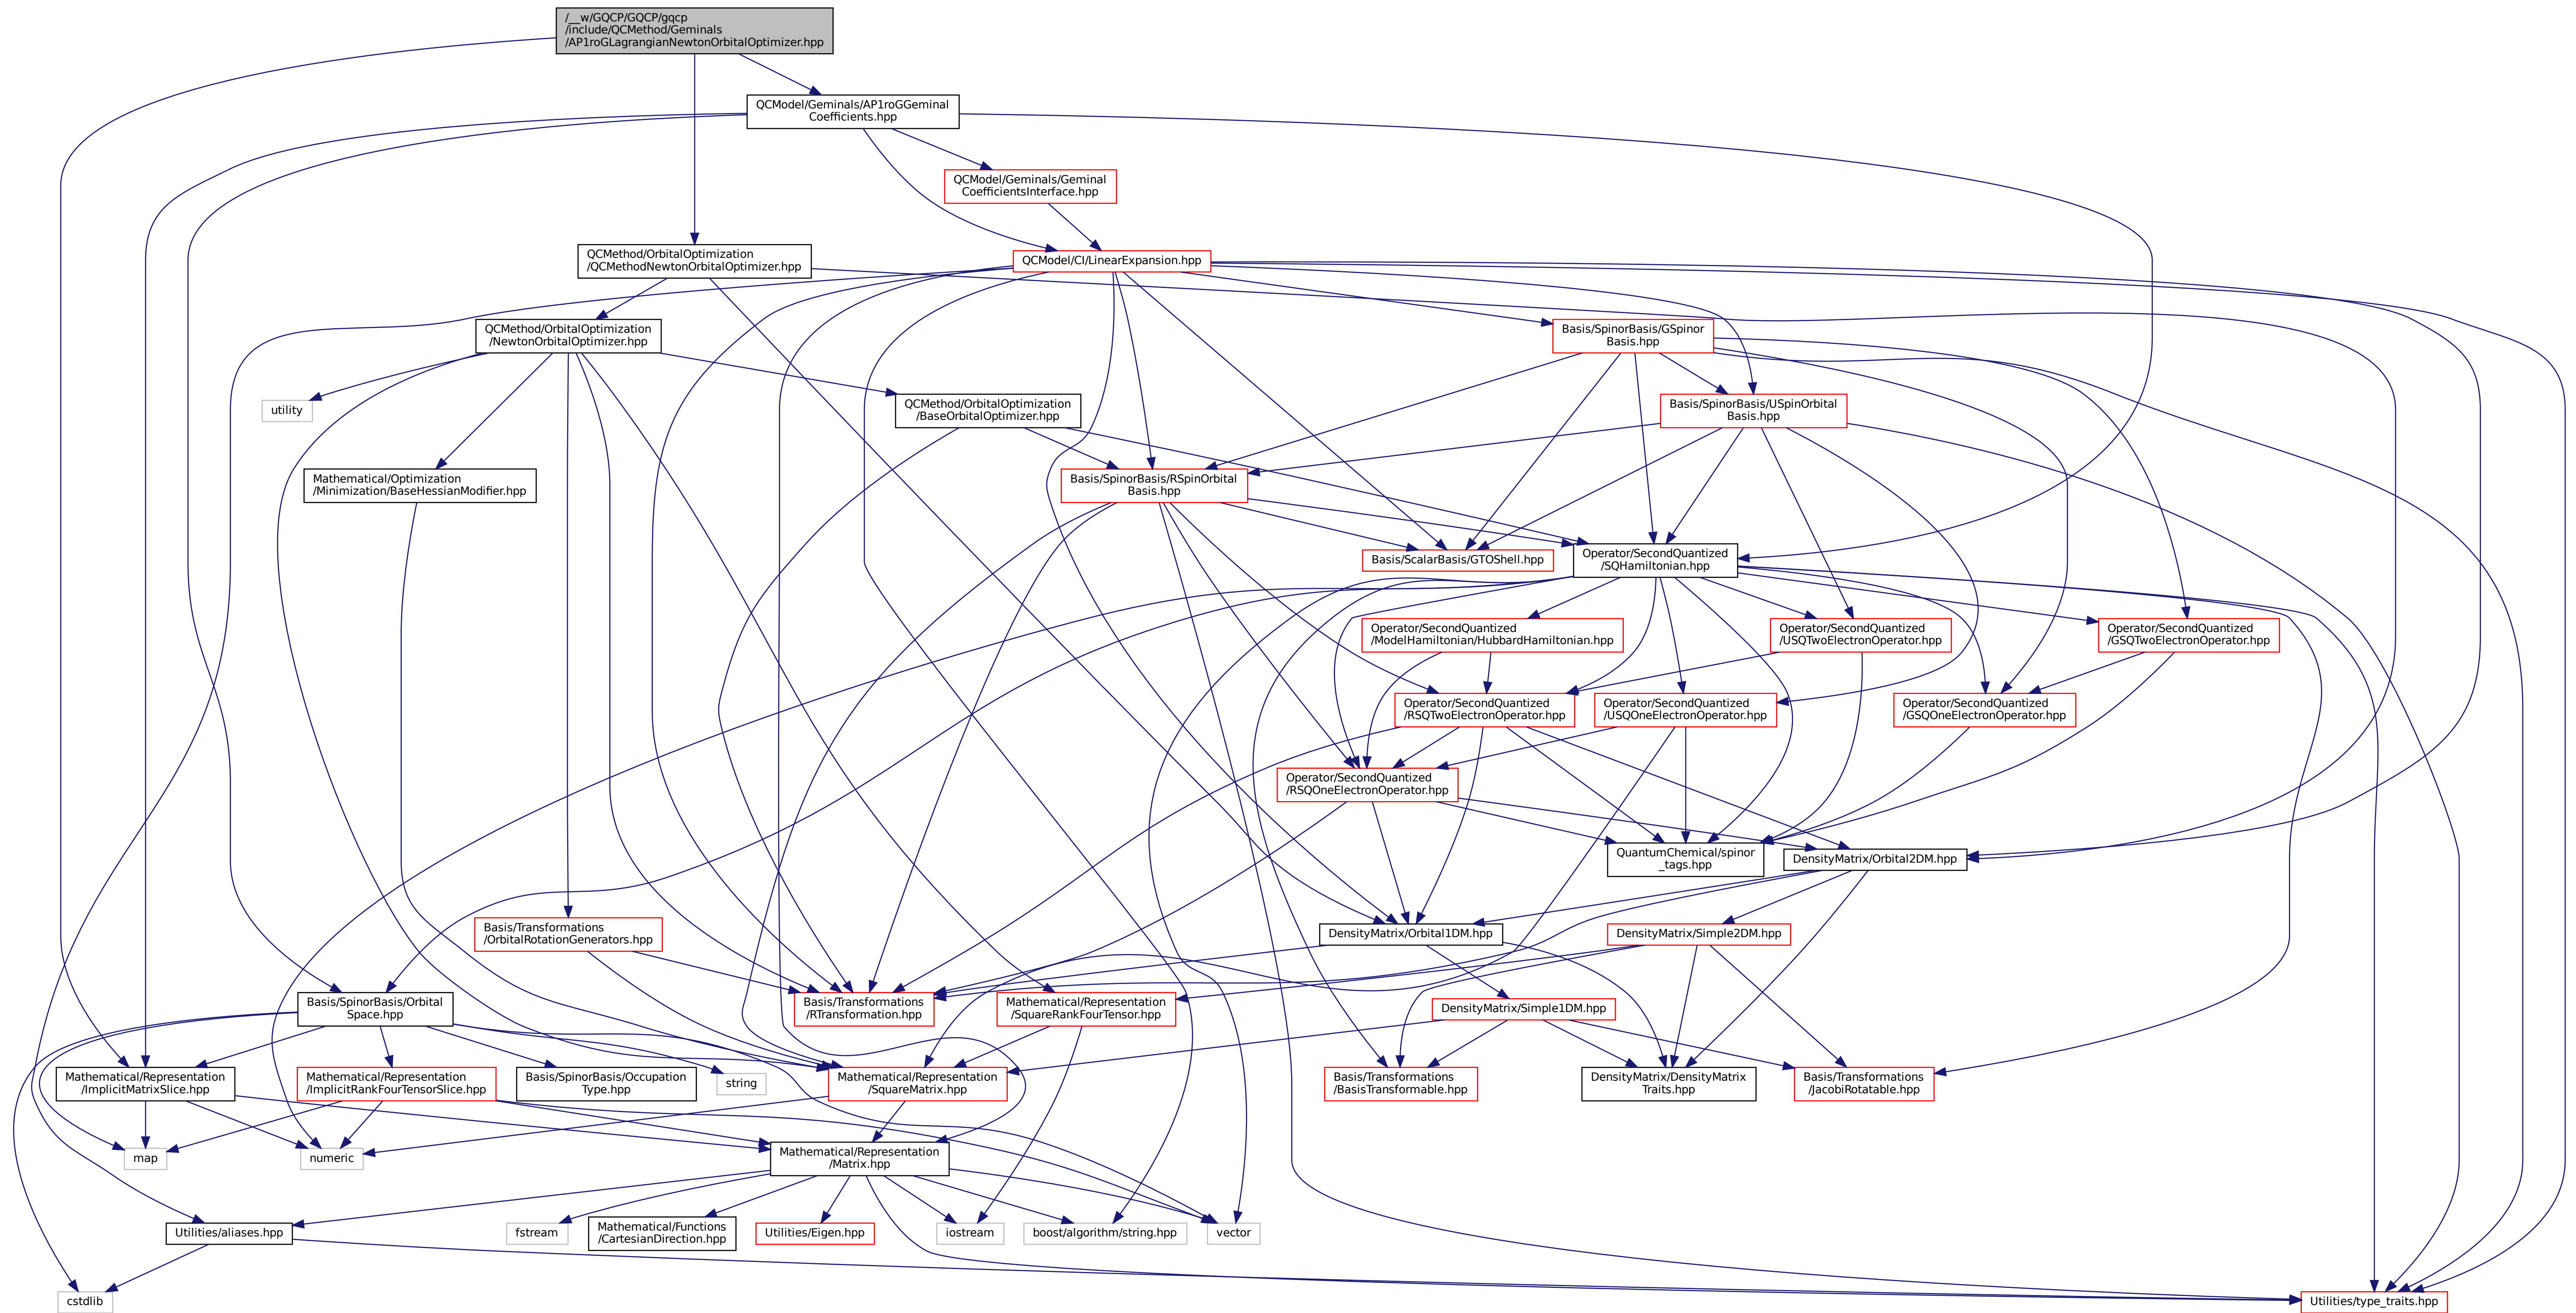 /__w/GQCP/GQCP/gqcp
/include/QCMethod/Geminals
/AP1roGLagrangianNewtonOrbitalOptimizer.hpp
QCModel/Geminals/AP1roGGeminal
Coefficients.hpp
QCModel/Geminals/Geminal
CoefficientsInterface.hpp
QCMethod/OrbitalOptimization
/QCMethodNewtonOrbitalOptimizer.hpp
QCModel/CI/LinearExpansion.hpp
QCMethod/OrbitalOptimization
/NewtonOrbitalOptimizer.hpp
Basis/SpinorBasis/GSpinor
Basis.hpp
utility
QCMethod/OrbitalOptimization
/BaseOrbitalOptimizer.hpp
Basis/SpinorBasis/USpinOrbital
Basis.hpp
Mathematical/Optimization
/Minimization/BaseHessianModifier.hpp
Basis/SpinorBasis/RSpinOrbital
Basis.hpp
Basis/ScalarBasis/GTOShell.hpp
Operator/SecondQuantized
/SQHamiltonian.hpp
Operator/SecondQuantized
/ModelHamiltonian/HubbardHamiltonian.hpp
Operator/SecondQuantized
/USQTwoElectronOperator.hpp
Operator/SecondQuantized
/GSQTwoElectronOperator.hpp
Operator/SecondQuantized
/RSQTwoElectronOperator.hpp
Operator/SecondQuantized
/USQOneElectronOperator.hpp
Operator/SecondQuantized
/GSQOneElectronOperator.hpp
Operator/SecondQuantized
/RSQOneElectronOperator.hpp
QuantumChemical/spinor
_tags.hpp
DensityMatrix/Orbital2DM.hpp
Basis/Transformations
/OrbitalRotationGenerators.hpp
DensityMatrix/Orbital1DM.hpp
DensityMatrix/Simple2DM.hpp
Basis/SpinorBasis/Orbital
Space.hpp
Basis/Transformations
/RTransformation.hpp
Mathematical/Representation
/SquareRankFourTensor.hpp
DensityMatrix/Simple1DM.hpp
Mathematical/Representation
/ImplicitMatrixSlice.hpp
Mathematical/Representation
/ImplicitRankFourTensorSlice.hpp
Basis/SpinorBasis/Occupation
Type.hpp
string
Mathematical/Representation
/SquareMatrix.hpp
Basis/Transformations
/BasisTransformable.hpp
DensityMatrix/DensityMatrix
Traits.hpp
Basis/Transformations
/JacobiRotatable.hpp
map
numeric
Mathematical/Representation
/Matrix.hpp
Utilities/aliases.hpp
fstream
Mathematical/Functions
/CartesianDirection.hpp
Utilities/Eigen.hpp
iostream
boost/algorithm/string.hpp
vector
cstdlib
Utilities/type_traits.hpp